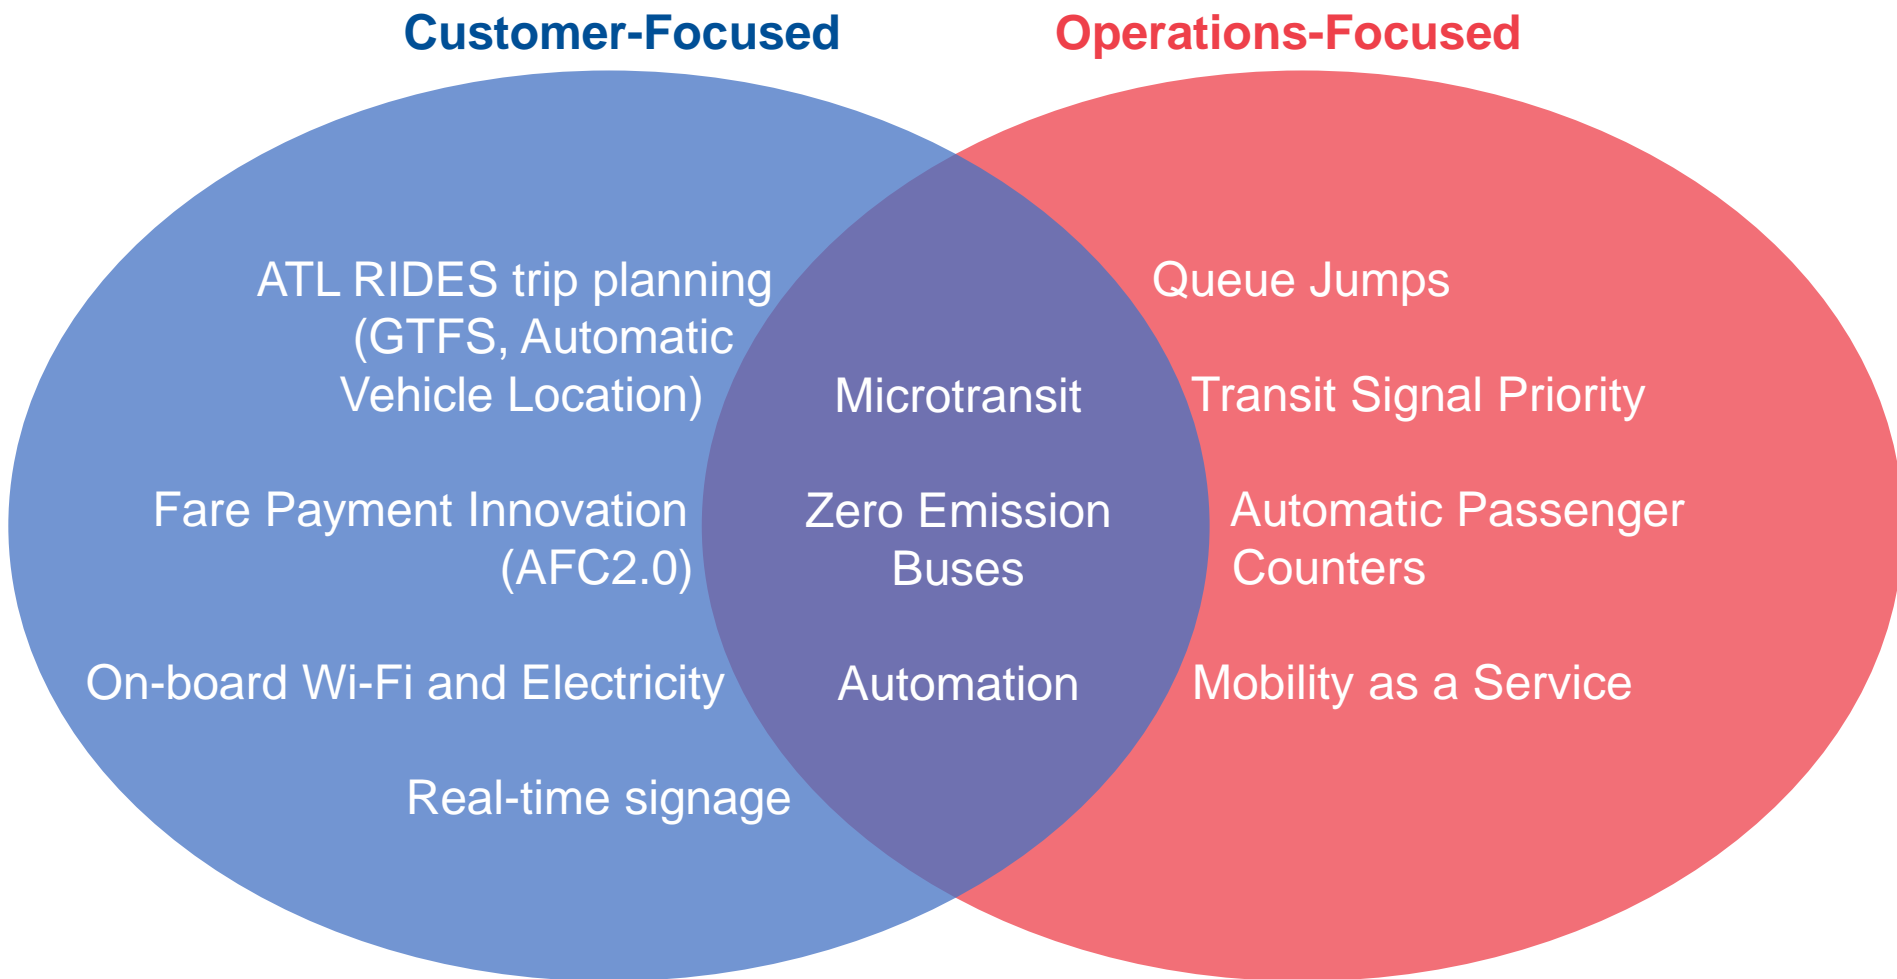 Customer-Focused
Operations-Focused
ATL RIDES trip planning
(GTFS, Automatic
Vehicle Location)
Fare Payment Innovation
(AFC2.0)
On-board Wi-Fi and Electricity
Real-time signage
Microtransit
Zero Emission
Buses
Automation
Queue Jumps
Transit Signal Priority
Automatic Passenger
Counters
Mobility as a Service